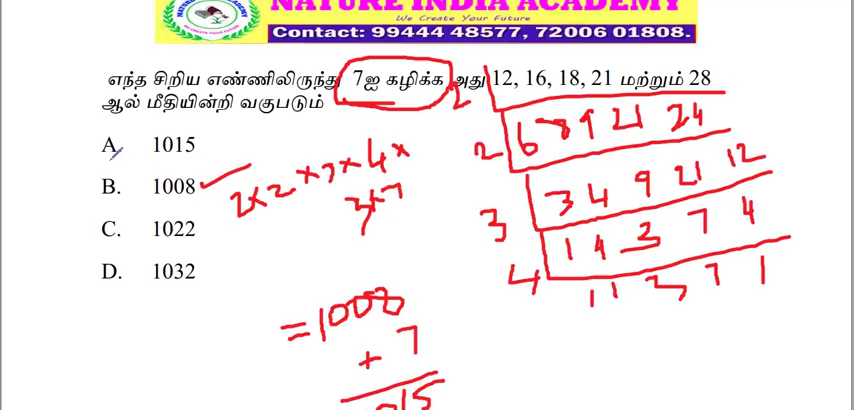 NATURE INDIA ACADEMY
We Create Your Future
Contact: 99444 48577, 72006 01808.
எந்த சிறிய எண்ணிலிருந்து 7ஐ கழிக்க அது 12, 16, 18, 21 மற்றும் 28
ஆல் மீதியின்றி வகுபடும்
2
2 6 8 9 21 24
A. 1015
3 3 4 9 21 12
B. 1008
2×2×3×4×
3×7
4 1 4 3 7 4
C. 1022
1 1 3 7 1
D. 1032
=1008
+ 7